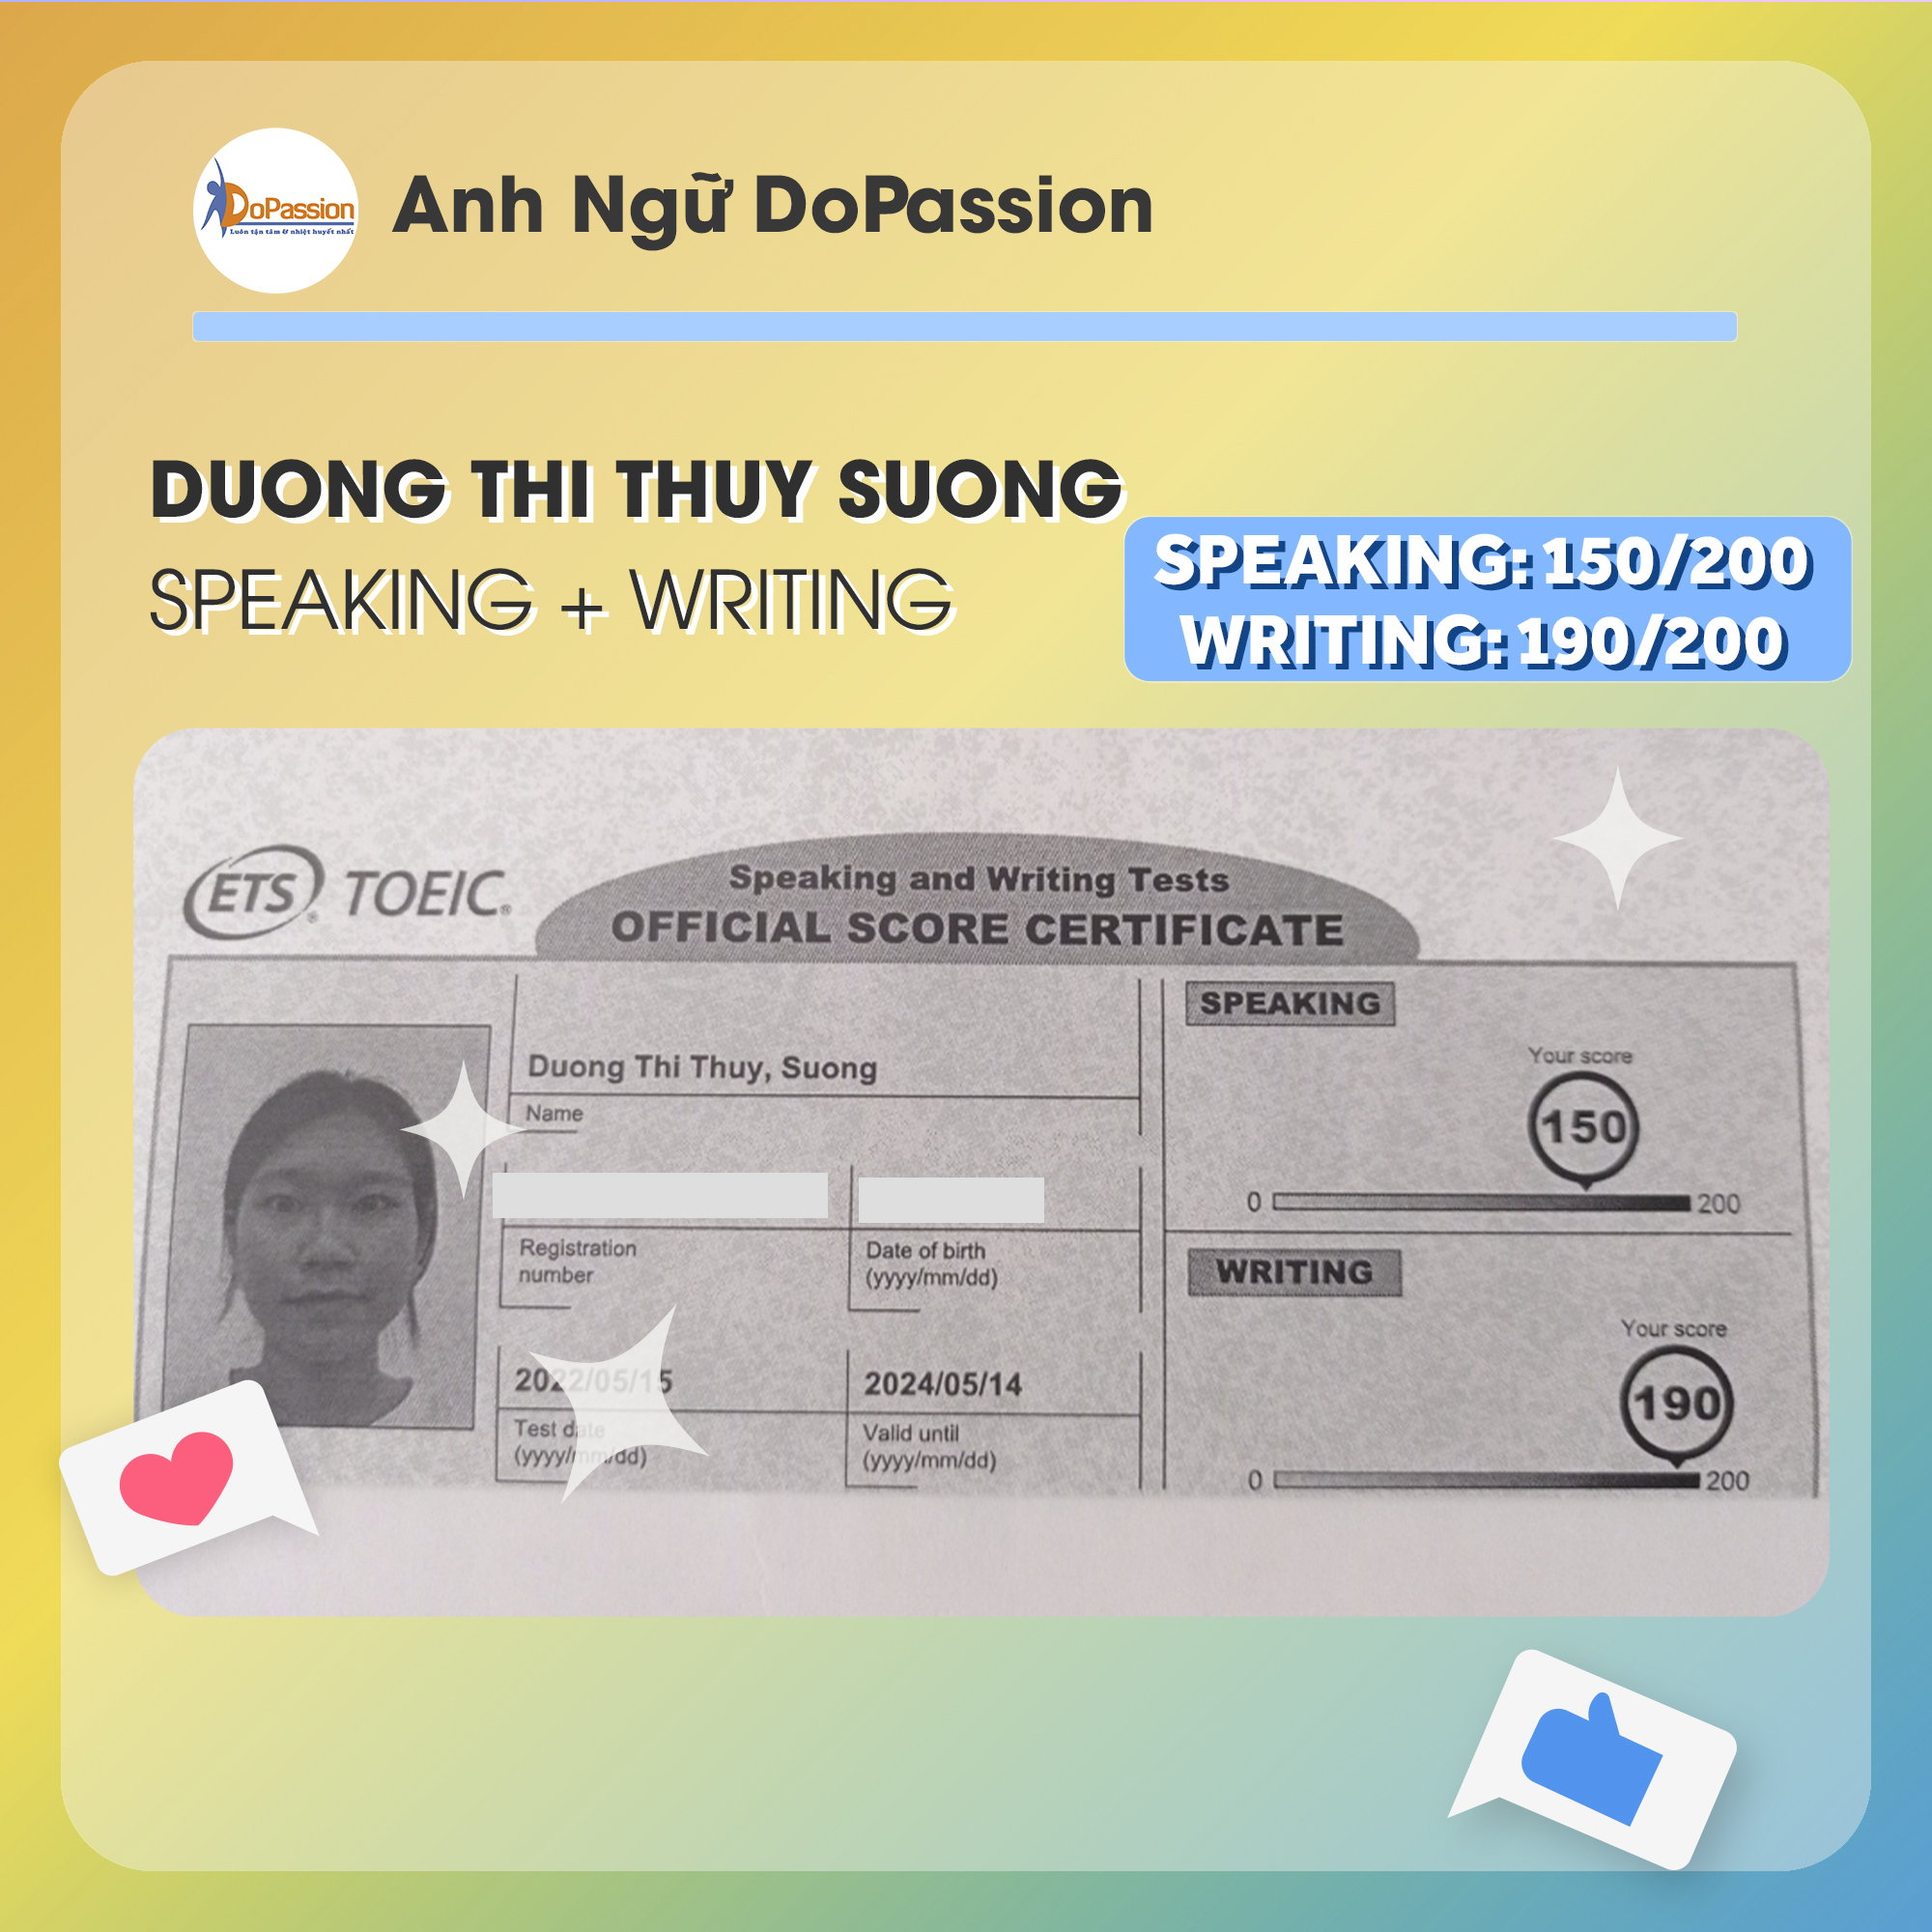 DoPassion
Luôn tận tâm & nhiệt huyết nhất
Anh Ngữ DoPassion
DUONG THI THUY SUONG
SPEAKING + WRITING
SPEAKING: 150/200
WRITING: 190/200
ETS® TOEIC®
Speaking and Writing Tests
OFFICIAL SCORE CERTIFICATE
Duong Thi Thuy, Suong
Name
Registration
number
Date of birth
(yyyy/mm/dd)
2022/05/15
Test date
(yyyy/mm/dd)
2024/05/14
Valid until
(yyyy/mm/dd)
SPEAKING
Your score
150
0 200
WRITING
Your score
190
0 200